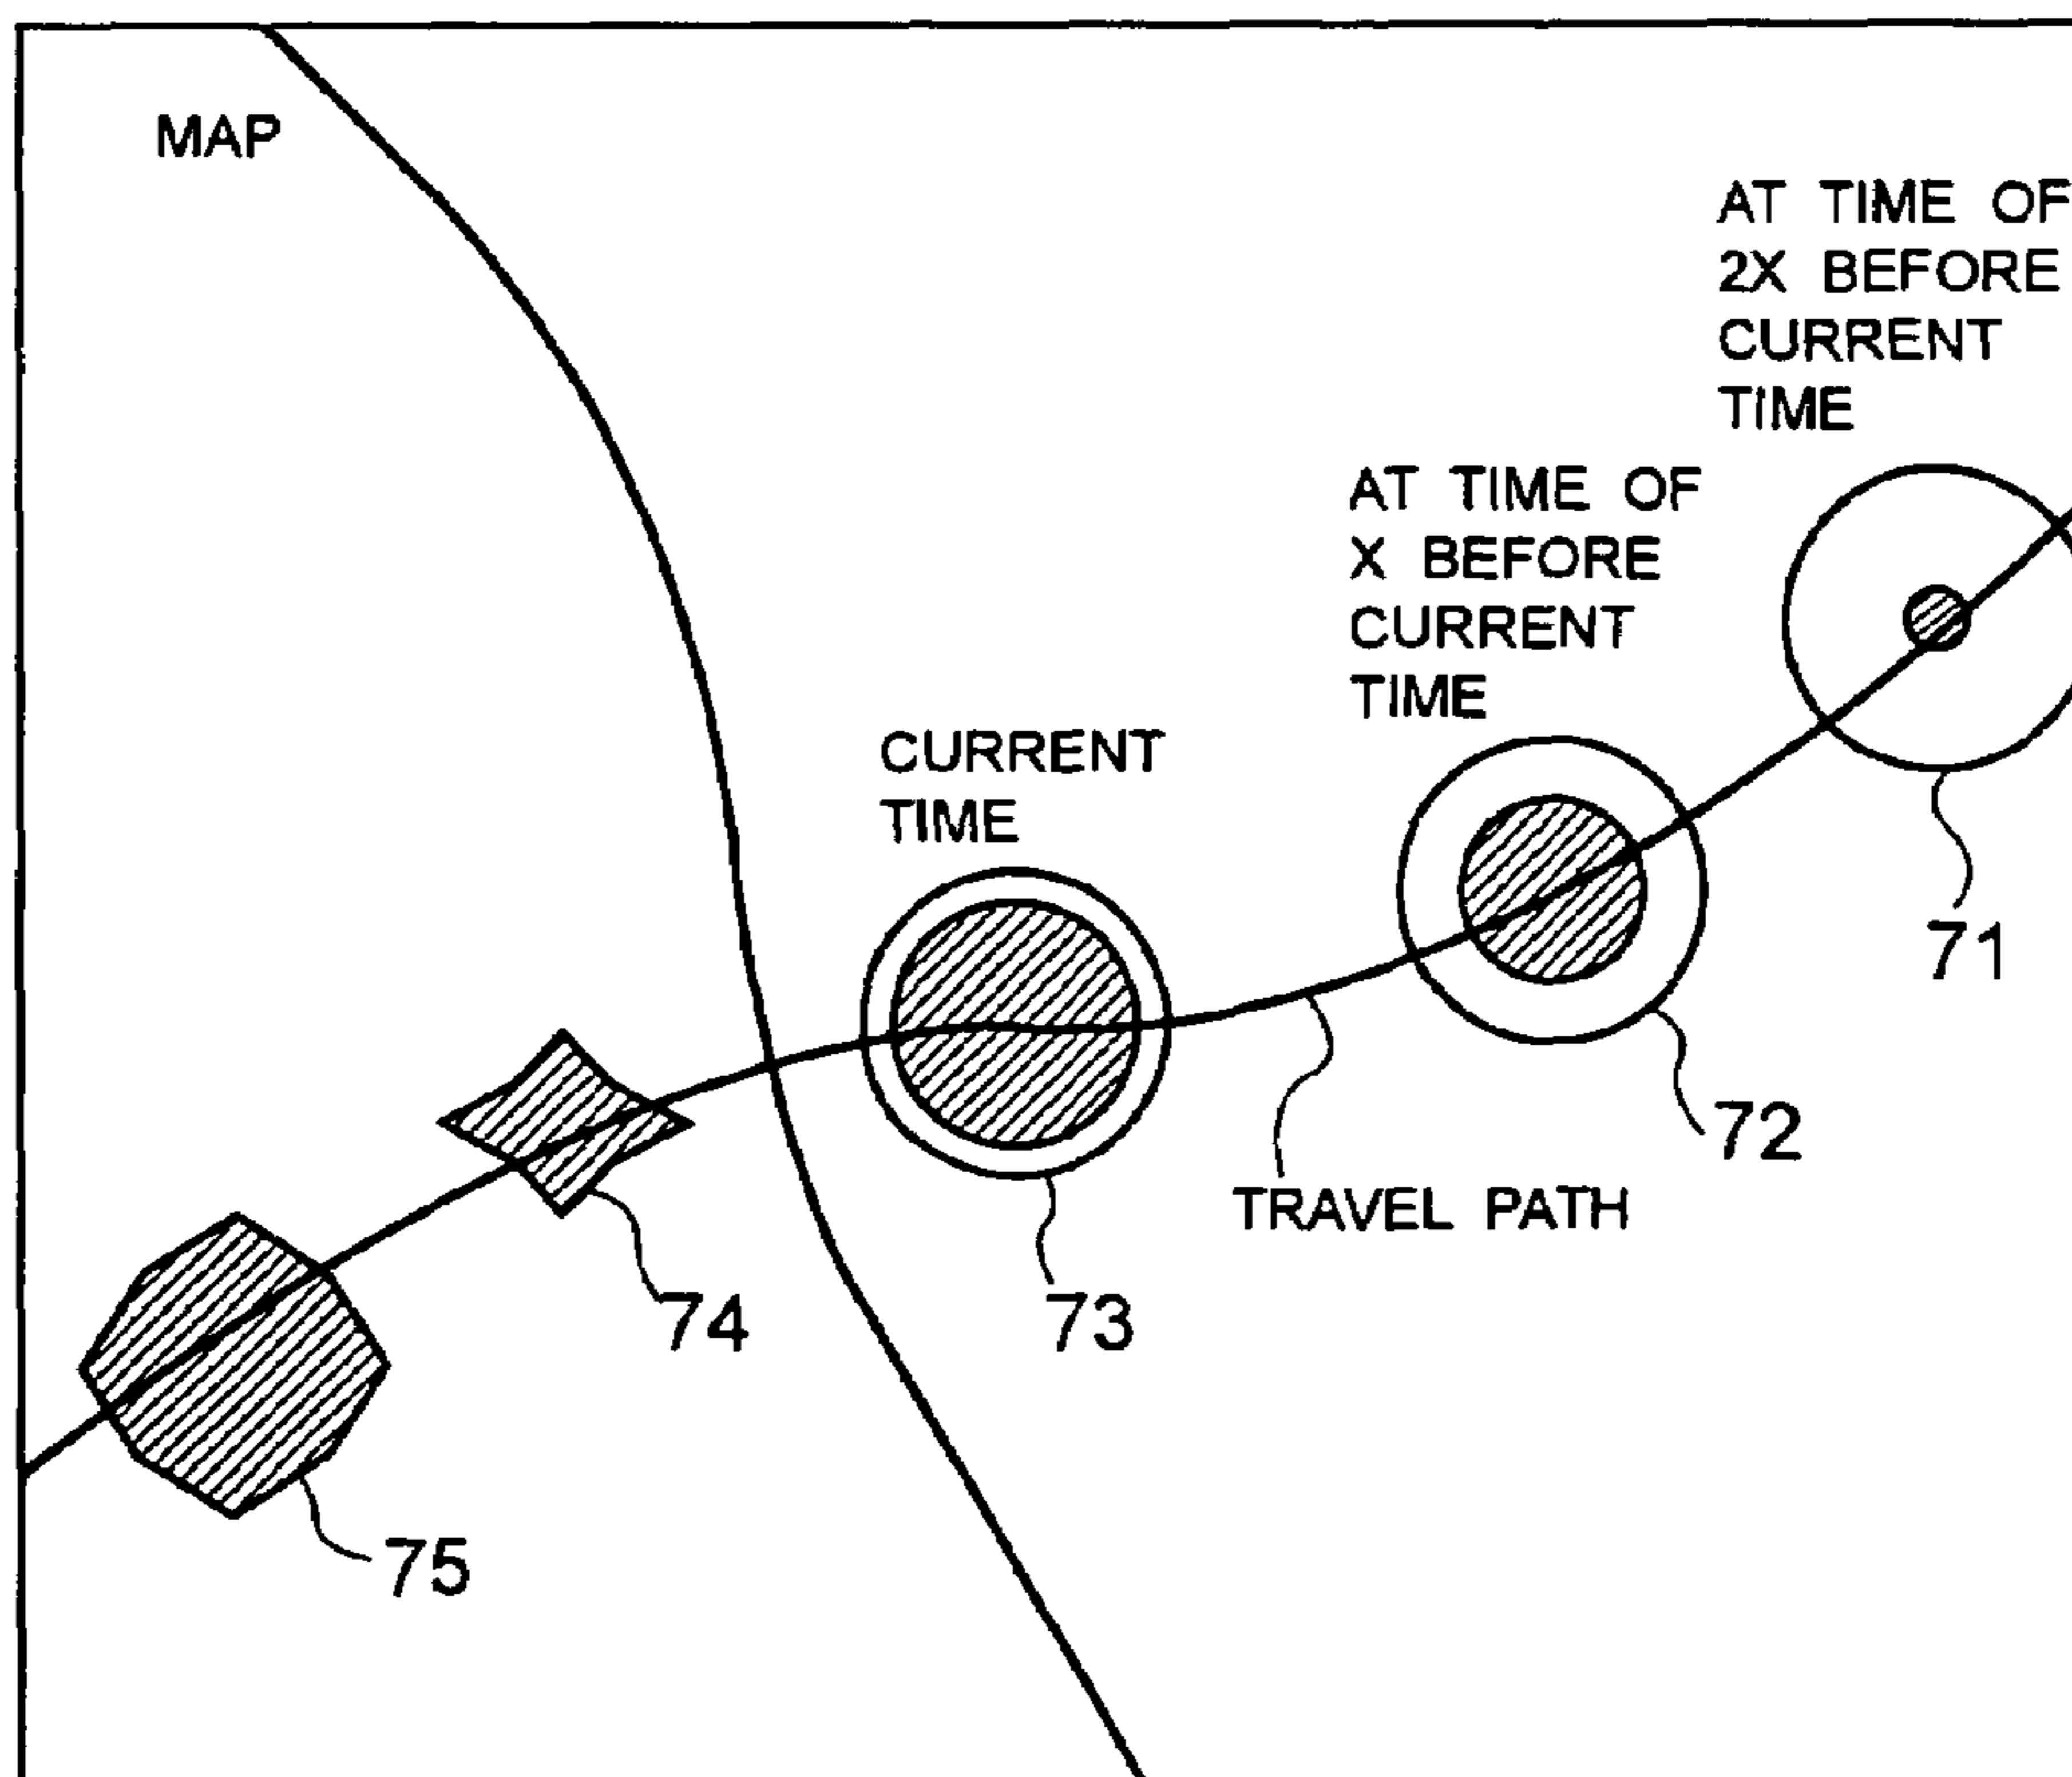 MAP
AT TIME OF
2X BEFORE
CURRENT
TIME
AT TIME OF
X BEFORE
CURRENT
TIME
CURRENT
TIME
71
72
TRAVEL PATH
73
74
75